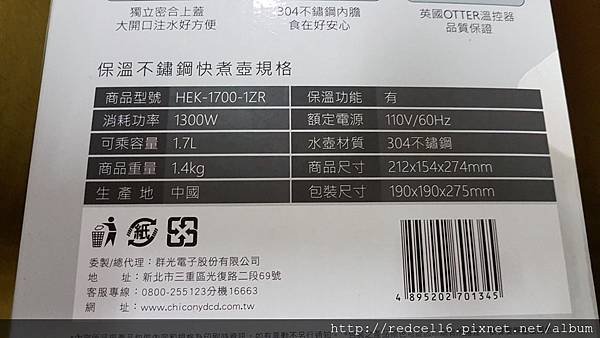 獨立密合上蓋
大開口注水好方便
304不鏽鋼內膽
食在好安心
英國OTTER溫控器
品質保證
保溫不鏽鋼快煮壺規格
商品型號 HEK-1700-1ZR 保溫功能 有
消耗功率 1300W 額定電源 110V/60Hz
可乘容量 1.7L 水壺材質 304不鏽鋼
商品重量 1.4kg 商品尺寸 212x154x274mm
生產地 中國 包裝尺寸 190x190x275mm
紙
委製/總代理：群光電子股份有限公司
地 址：新北市三重區光復路二段69號
客服專線：0800-255123分機16663
網 址：www.chiconydcd.com.tw
4 895202 701345
http://redcell6.pixnet.net/album